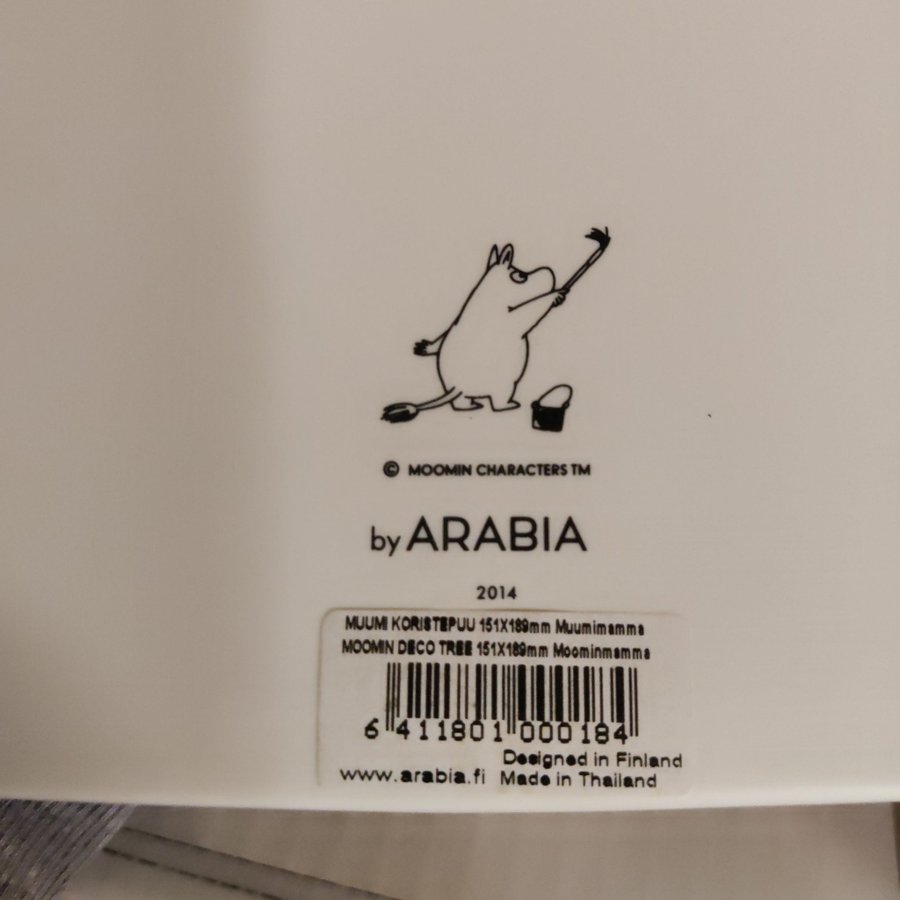 © MOOMIN CHARACTERS TM
by ARABIA
2014
MUUMI KORISTEPUU 151X189mm Muumimamma
MOOMIN DECO TREE 151X189mm Moominmamma
6 411801 000184
Designed in Finland
www.arabia.fi Made in Thailand